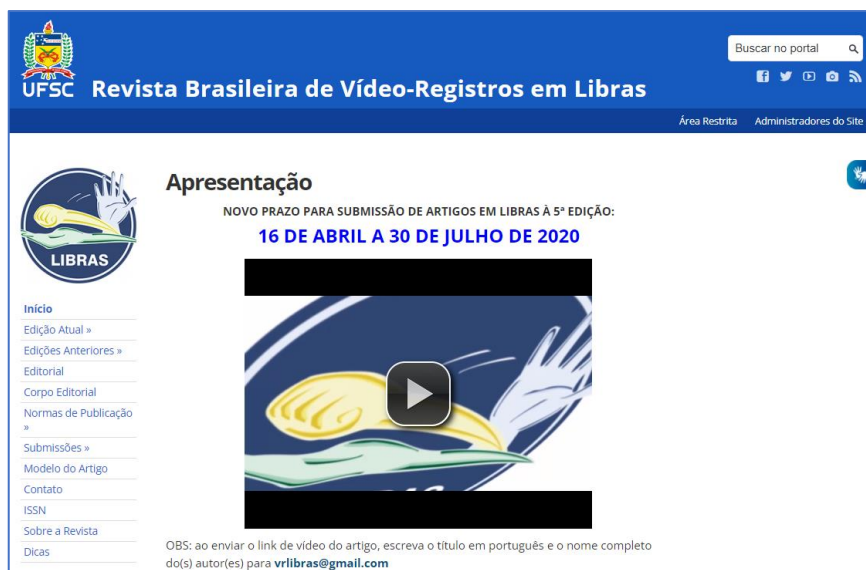 Buscar no portal
UFSC
Revista Brasileira de Vídeo-Registros em Libras
Área Restrita Administradores do Site
LIBRAS
Início
Edição Atual »
Edições Anteriores »
Editorial
Corpo Editorial
Normas de Publicação
»
Submissões »
Modelo do Artigo
Contato
ISSN
Sobre a Revista
Dicas
Apresentação
NOVO PRAZO PARA SUBMISSÃO DE ARTIGOS EM LIBRAS À 5ª EDIÇÃO:
16 DE ABRIL A 30 DE JULHO DE 2020
OBS: ao enviar o link de vídeo do artigo, escreva o título em português e o nome completo
do(s) autor(es) para vrlibras@gmail.com